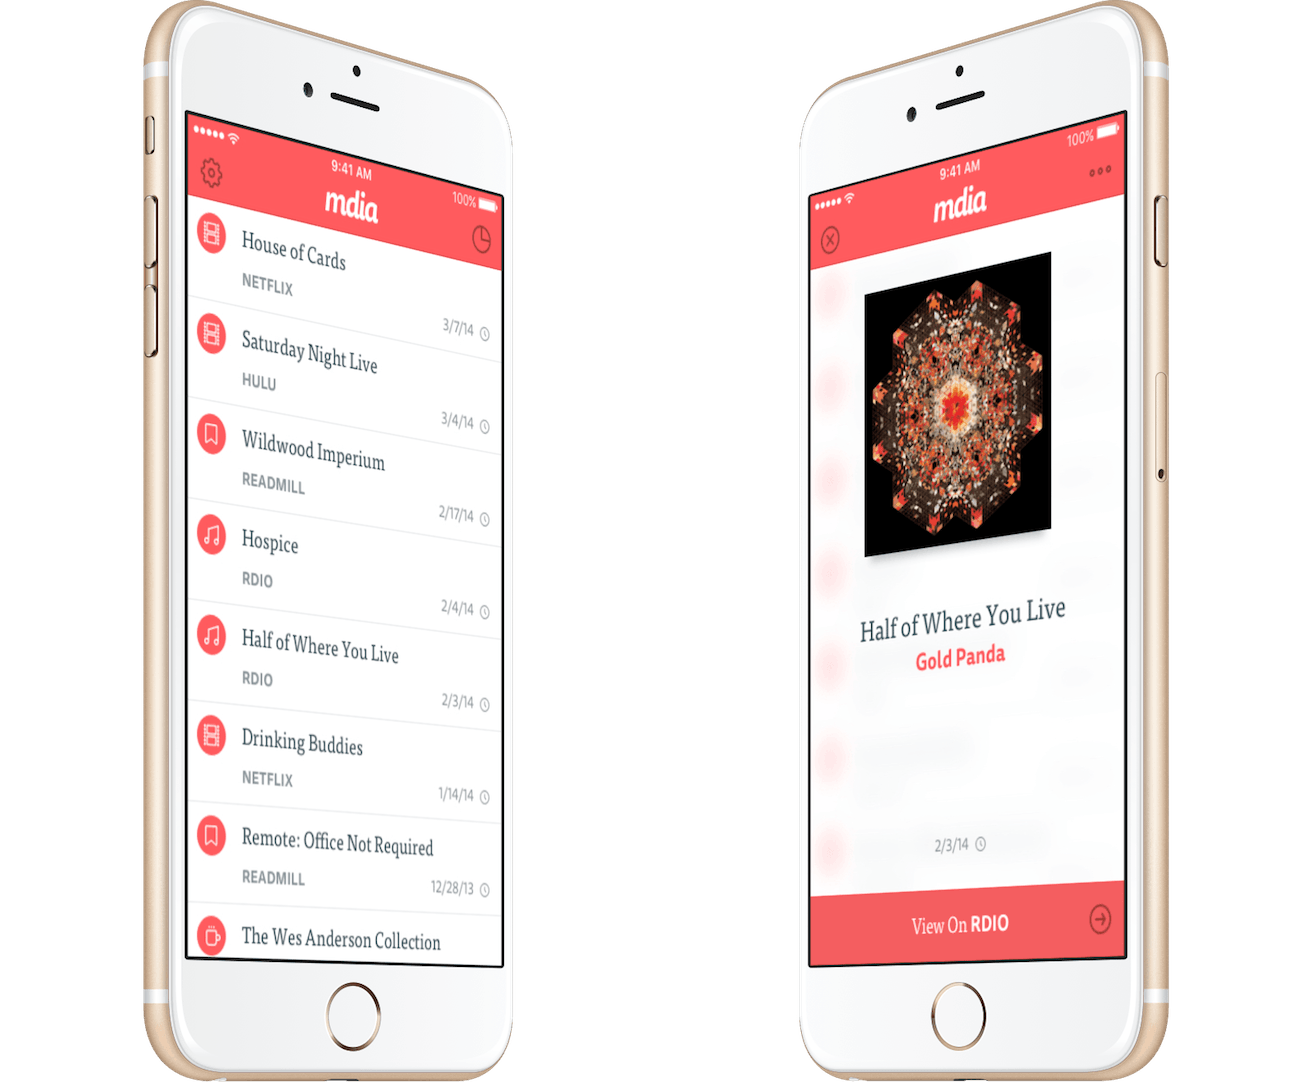 9:41 AM
100%
mdia
House of Cards
NETFLIX
3/7/14
Saturday Night Live
HULU
3/4/14
Wildwood Imperium
READMILL
2/17/14
Hospice
RDIO
2/4/14
Half of Where You Live
RDIO
2/3/14
Drinking Buddies
NETFLIX
1/14/14
Remote: Office Not Required
READMILL
12/28/13
The Wes Anderson Collection
100%
9:41 AM
mdia
Half of Where You Live
Gold Panda
2/3/14
View On RDIO